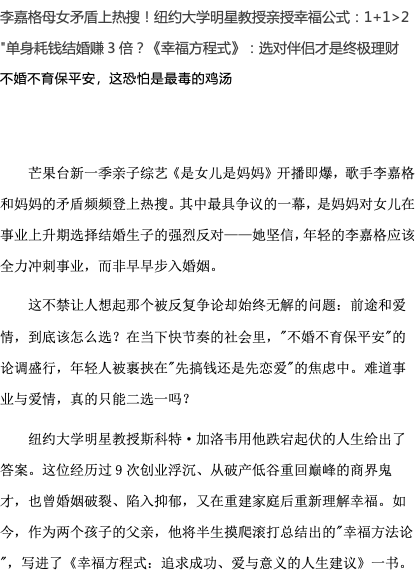 李嘉格母女矛盾上热搜！纽约大学明星教授亲授幸福公式：1+1>2
"单身耗钱结婚赚 3 倍？《幸福方程式》：选对伴侣才是终极理财
不婚不育保平安，这恐怕是最毒的鸡汤
芒果台新一季亲子综艺《是女儿是妈妈》开播即爆，歌手李嘉格
和妈妈的矛盾频频登上热搜。其中最具争议的一幕，是妈妈对女儿在
事业上升期选择结婚生子的强烈反对——她坚信，年轻的李嘉格应该
全力冲刺事业，而非早早步入婚姻。
这不禁让人想起那个被反复争论却始终无解的问题：前途和爱
情，到底该怎么选？在当下快节奏的社会里，"不婚不育保平安"的
论调盛行，年轻人被裹挟在"先搞钱还是先恋爱"的焦虑中。难道事
业与爱情，真的只能二选一吗？
纽约大学明星教授斯科特·加洛韦用他跌宕起伏的人生给出了
答案。这位经历过 9 次创业浮沉、从破产低谷重回巅峰的商界鬼
才，也曾婚姻破裂、陷入抑郁，又在重建家庭后重新理解幸福。如
今，作为两个孩子的父亲，他将半生摸爬滚打总结出的"幸福方法论
"，写进了《幸福方程式：追求成功、爱与意义的人生建议》一书。